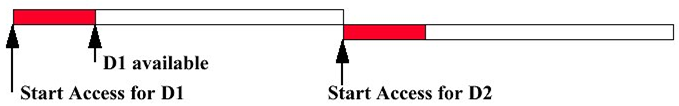 D1 available
Start Access for D1
Start Access for D2